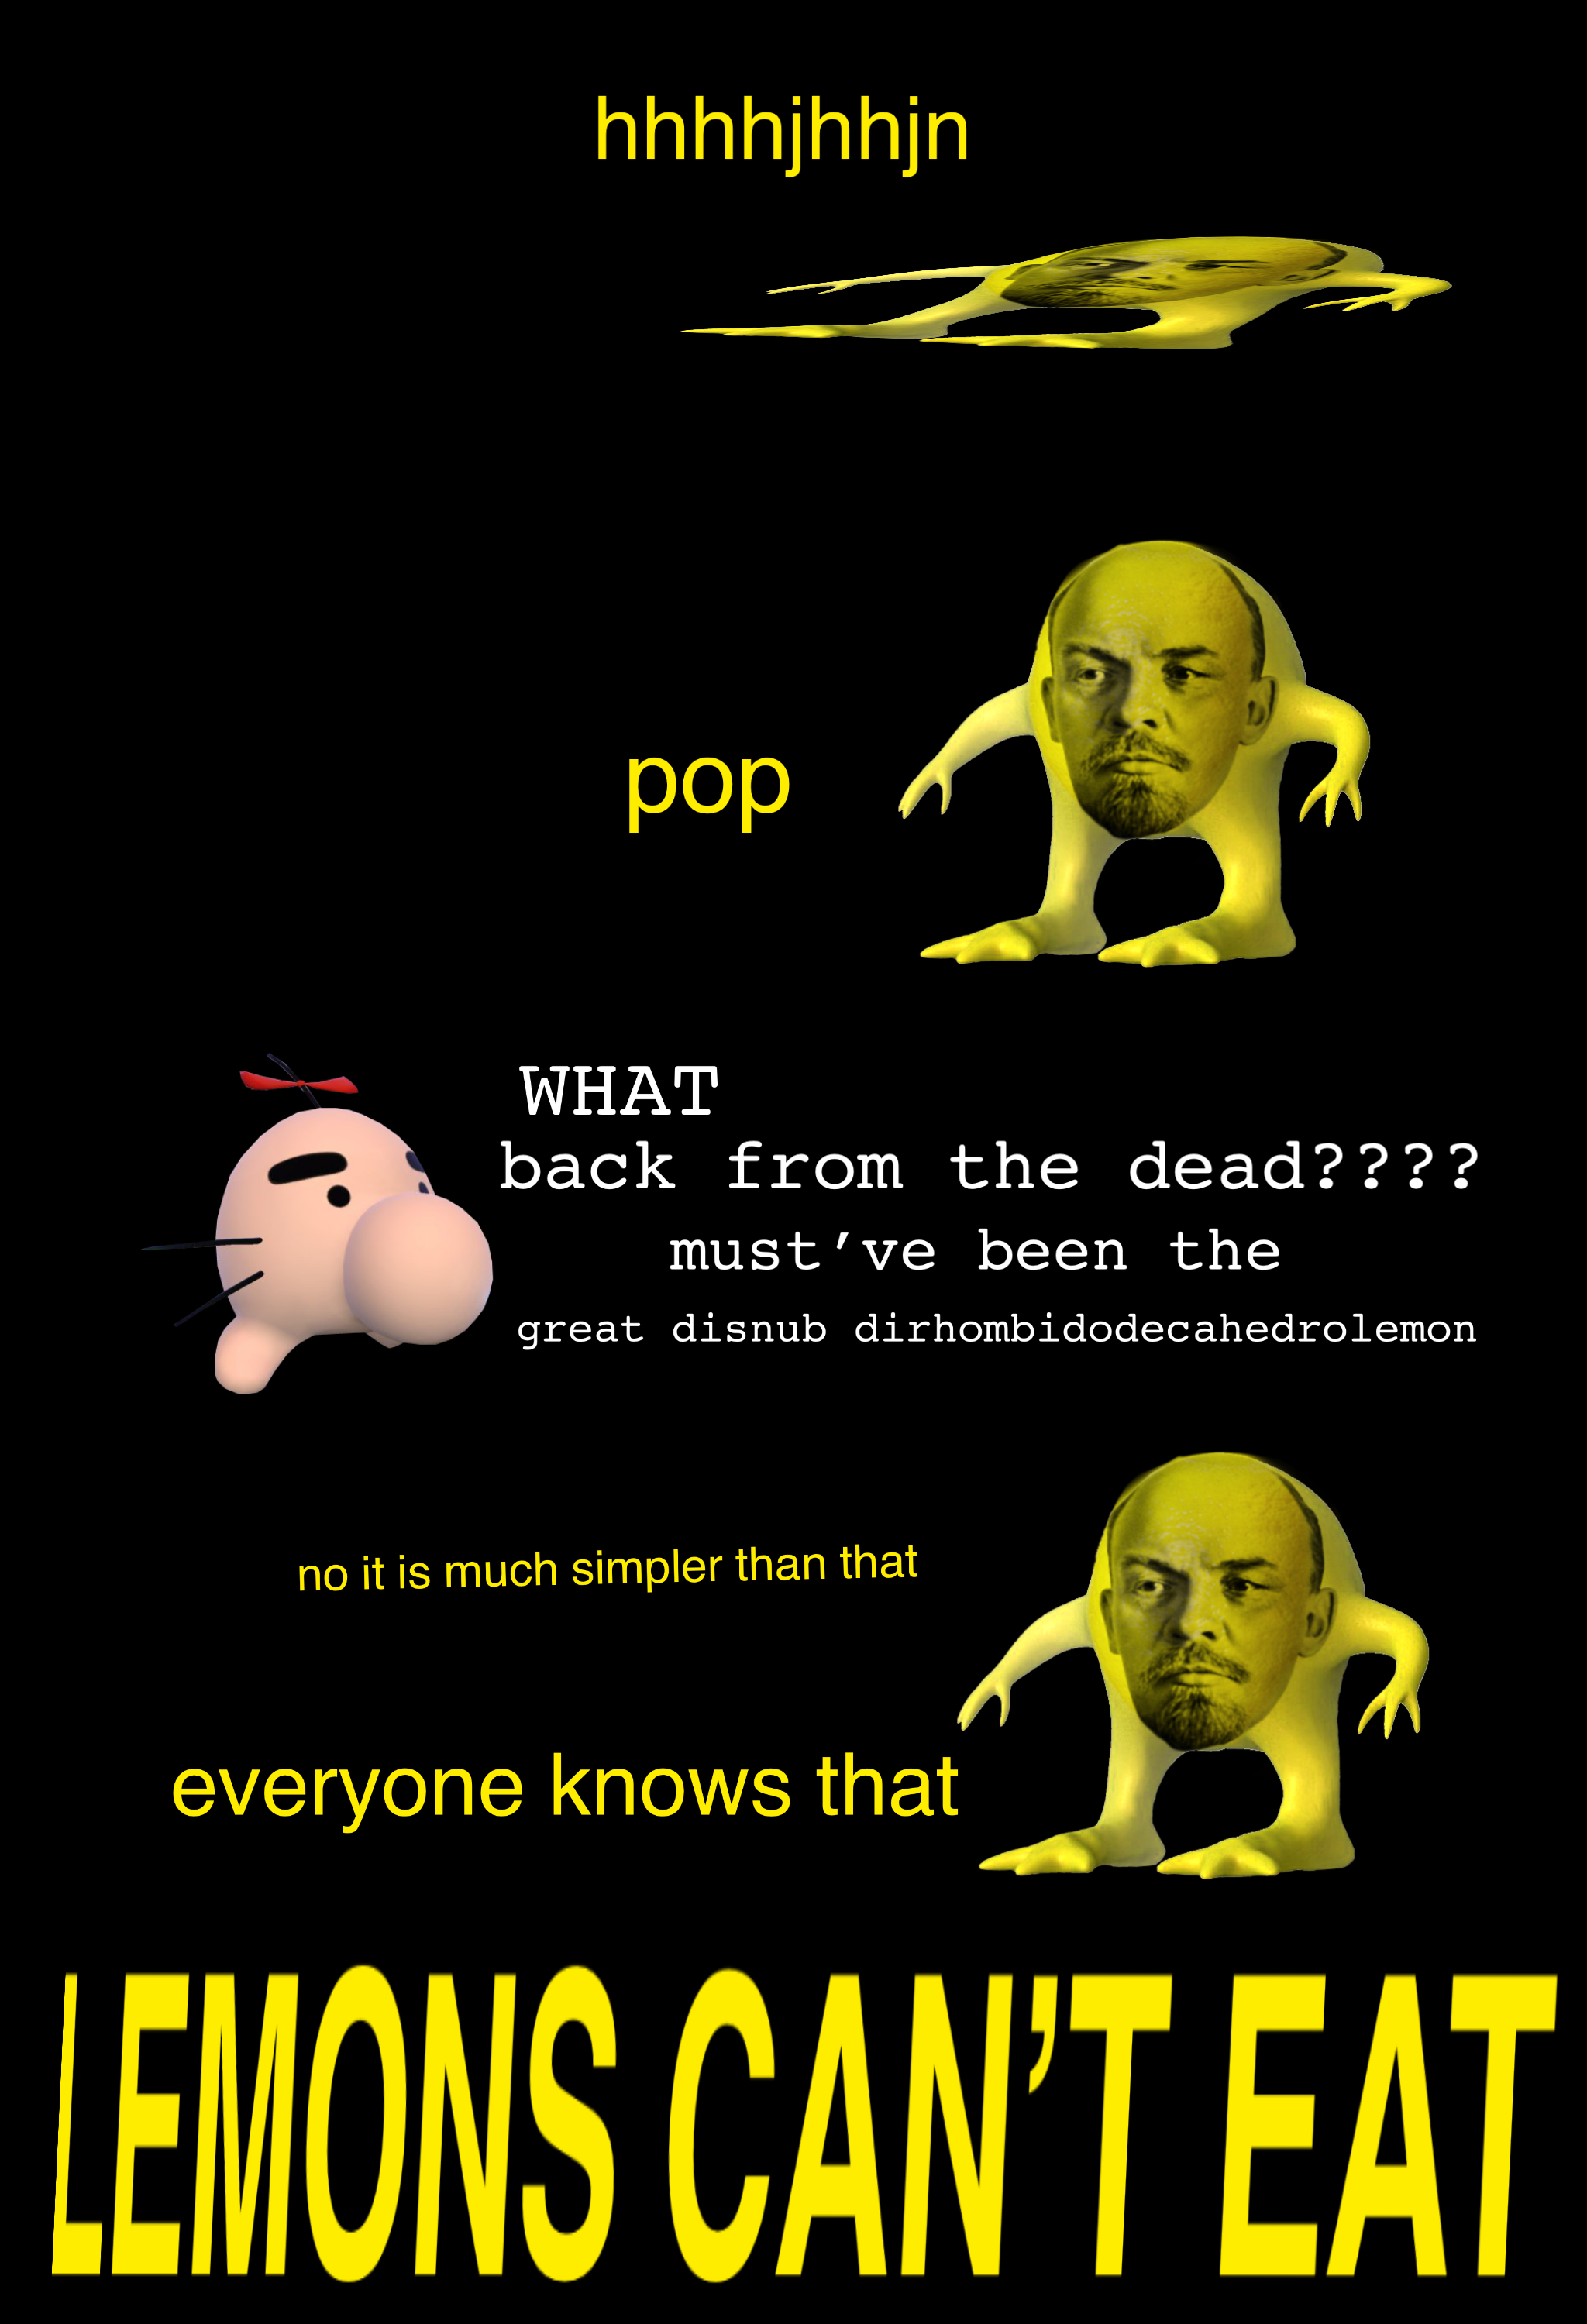 hhhhjhhjn
pop
WHAT
back from the dead????
must’ve been the
great disnub dirhombidodecahedrolemon
no it is much simpler than that
everyone knows that
LEMONS CAN’T EAT